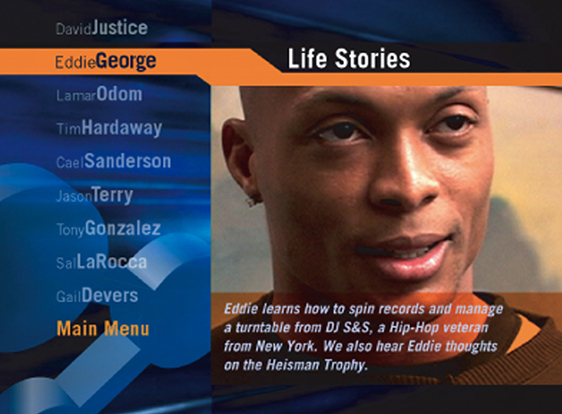 DavidJustice
EddieGeorge
Life Stories
LamarOdom
TimHardaway
CaelSanderson
JasonTerry
TonyGonzalez
SalLaRocca
GailDevers
Main Menu
Eddie learns how to spin records and manage
a turntable from DJ S&S, a Hip-Hop veteran
from New York. We also hear Eddie thoughts
on the Heisman Trophy.